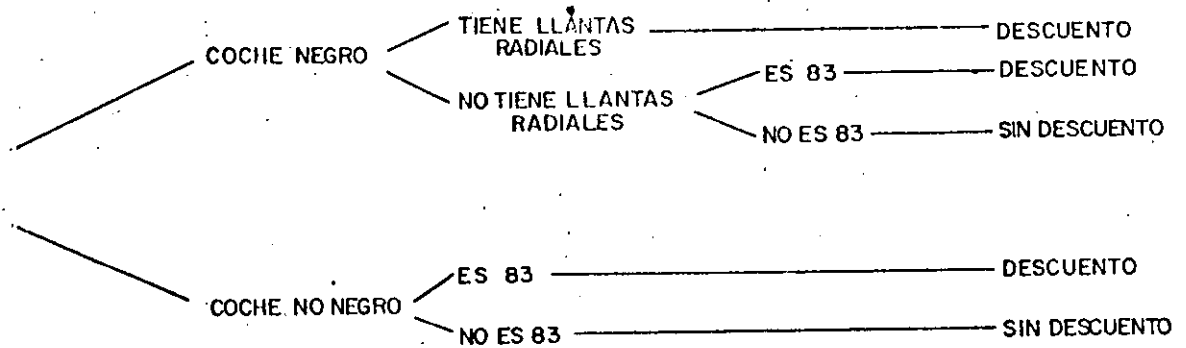 COCHE NEGRO
TIENE LLANTAS
RADIALES
DESCUENTO
NO TIENE LLANTAS
RADIALES
ES 83
DESCUENTO
NO ES 83
SIN DESCUENTO
COCHE NO NEGRO
ES 83
DESCUENTO
NO ES 83
SIN DESCUENTO